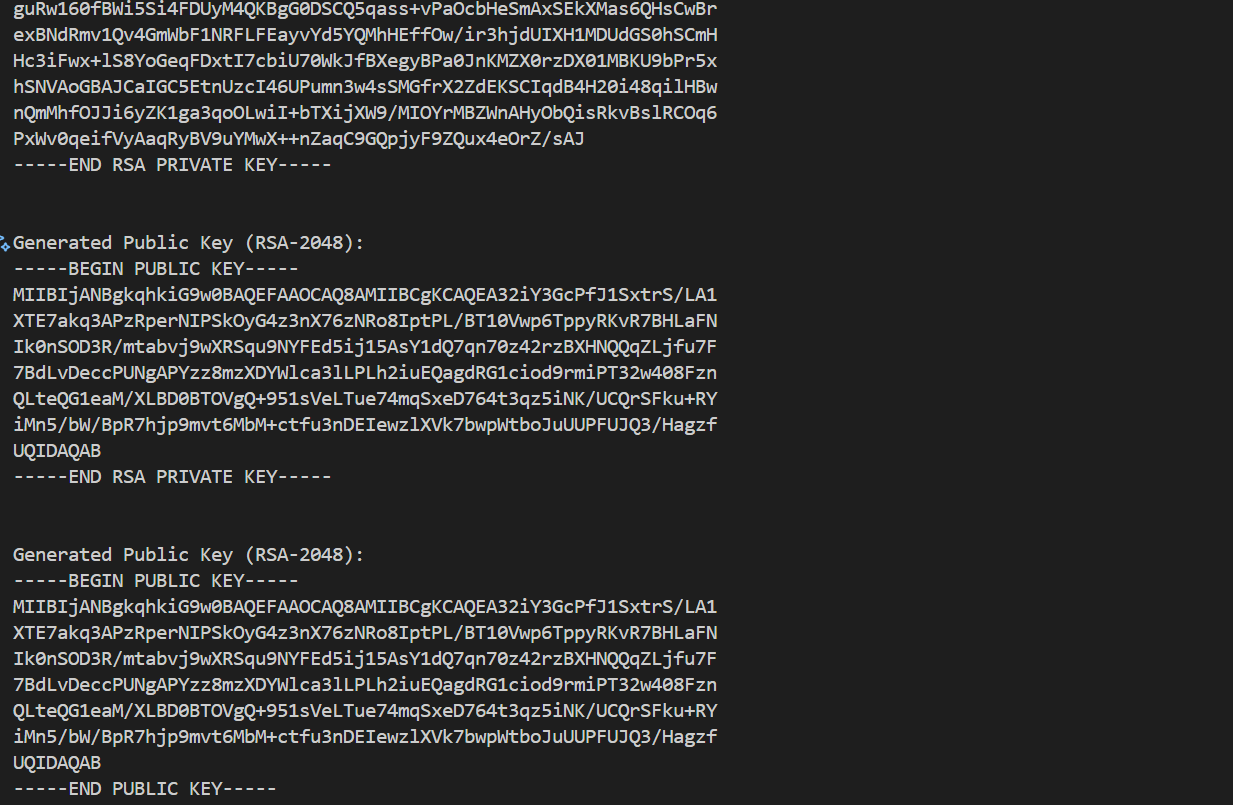 guRw160fBWi5Si4FDUyM4QKBgG0DSCQ5qass+vPaOcbHeSmAxSEkXMas6QHsCwBr
exBNdRmv1Qv4GmWbF1NRFLFEayvYd5YQMhHEffOw/ir3hjdUIXH1MDUdGS0hSCmH
Hc3iFwx+lS8YoGeqFDxtI7cbiU70WkJfBXegyBPa0JnKMZX0rzDX01MBKU9bPr5x
hSNVAoGBAJCaIGC5EtnUzcI46UPumn3w4sSMGfrX2ZdEKSCIqdB4H20i48qilHBw
nQmMhfOJJi6yZK1ga3qoOLwiI+bTXijXW9/MIOYrMBZWnAHyObQisRkvBslRCOq6
PxWv0qeifVyAaqRyBV9uYMwX++nZaqC9GQpjyF9ZQux4eOrZ/sAJ
-----END RSA PRIVATE KEY-----
Generated Public Key (RSA-2048):
-----BEGIN PUBLIC KEY-----
MIIBIjANBgkqhkiG9w0BAQEFAAOCAQ8AMIIBCgKCAQEA32iY3GcPfJ1SxtrS/LA1
XTE7akq3APzRperNIPSkOyG4z3nX76zNRo8IptPL/BT10Vwp6TppyRKvR7BHLaFN
Ik0nSOD3R/mtabvj9wXRSqu9NYFEd5ij15AsY1dQ7qn70z42rzBXHNQQqZLjfu7F
7BdLvDeccPUNgAPYzz8mzXDYWlca3lLPLh2iuEQagdRG1ciod9rmiPT32w408Fzn
QLteQG1eaM/XLBD0BTOVgQ+951sVeLTue74mqSxeD764t3qz5iNK/UCQrSFku+RY
iMn5/bW/BpR7hjp9mvt6MbM+ctfu3nDEIewzlXVk7bwpWtboJuUUPFUJQ3/Hagzf
UQIDAQAB
-----END RSA PRIVATE KEY-----
Generated Public Key (RSA-2048):
-----BEGIN PUBLIC KEY-----
MIIBIjANBgkqhkiG9w0BAQEFAAOCAQ8AMIIBCgKCAQEA32iY3GcPfJ1SxtrS/LA1
XTE7akq3APzRperNIPSkOyG4z3nX76zNRo8IptPL/BT10Vwp6TppyRKvR7BHLaFN
Ik0nSOD3R/mtabvj9wXRSqu9NYFEd5ij15AsY1dQ7qn70z42rzBXHNQQqZLjfu7F
7BdLvDeccPUNgAPYzz8mzXDYWlca3lLPLh2iuEQagdRG1ciod9rmiPT32w408Fzn
QLteQG1eaM/XLBD0BTOVgQ+951sVeLTue74mqSxeD764t3qz5iNK/UCQrSFku+RY
iMn5/bW/BpR7hjp9mvt6MbM+ctfu3nDEIewzlXVk7bwpWtboJuUUPFUJQ3/Hagzf
UQIDAQAB
-----END PUBLIC KEY-----